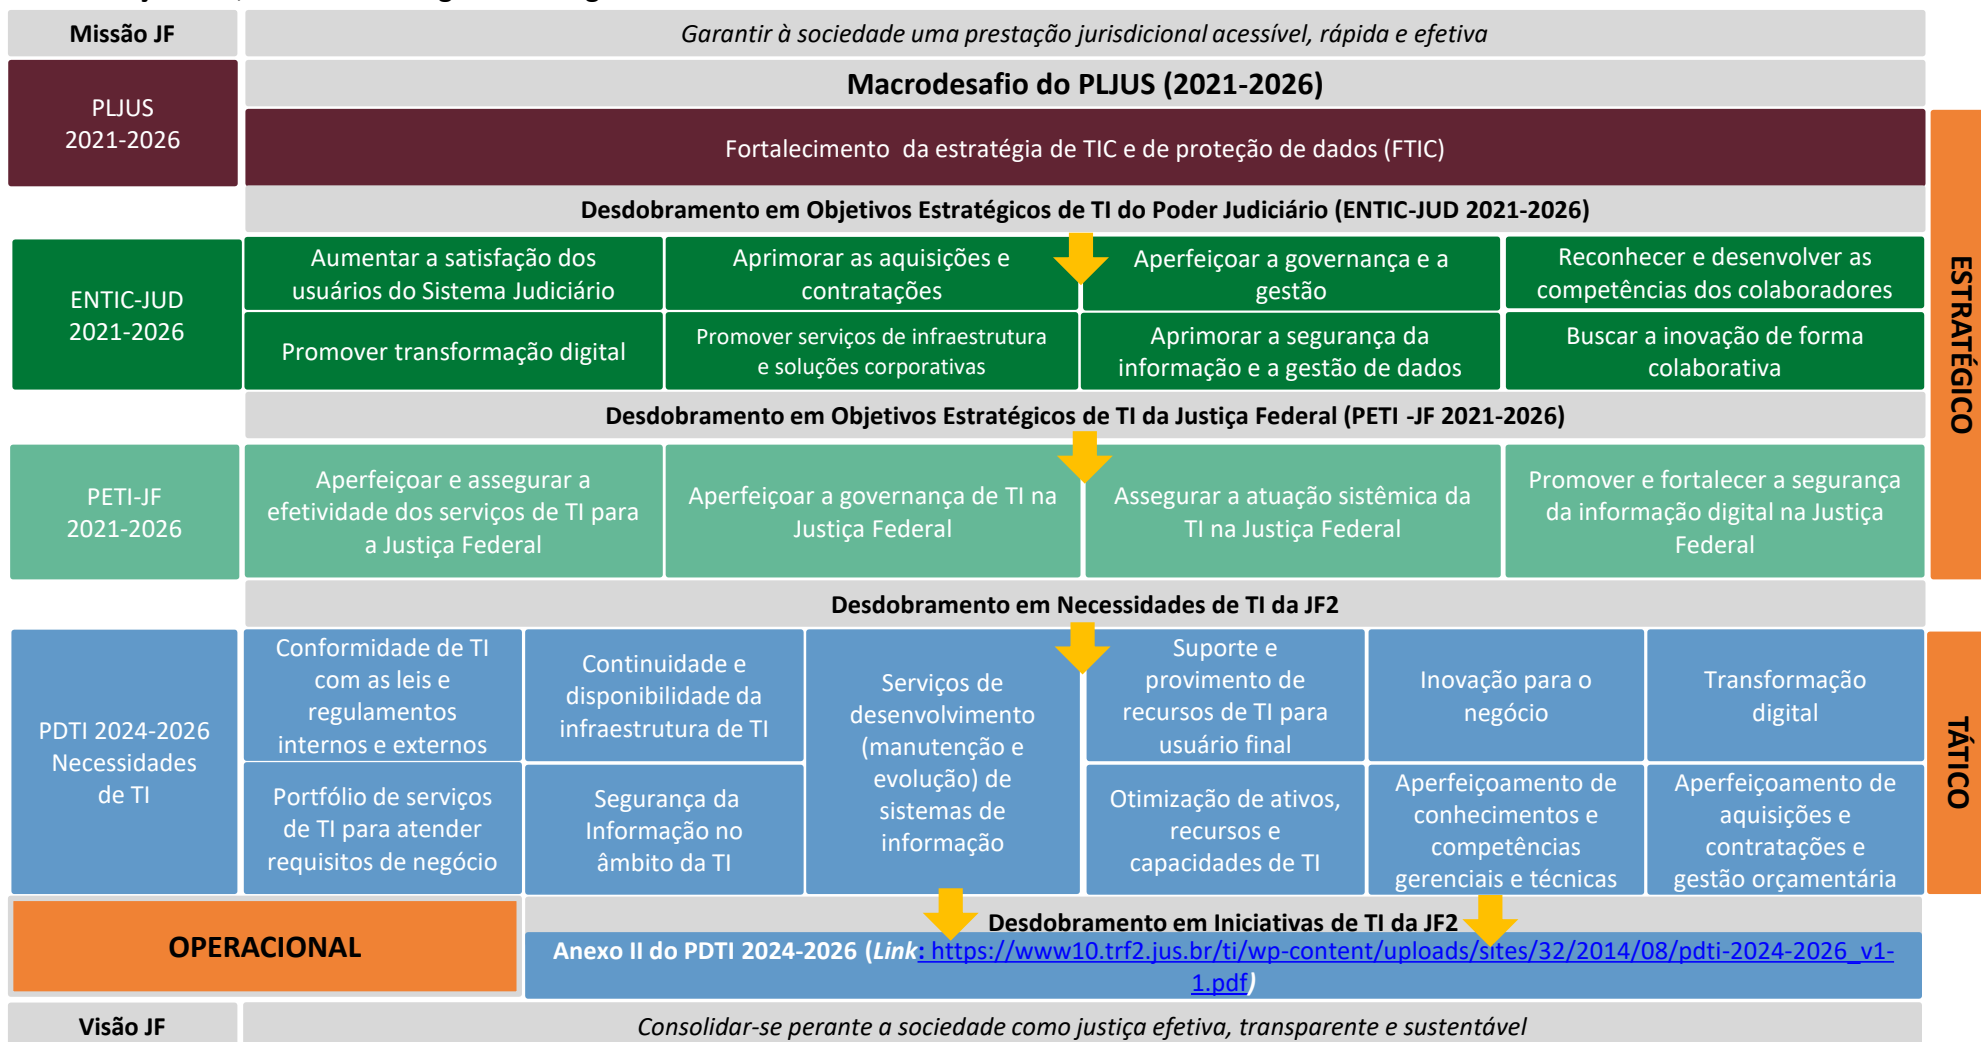 Missão JF
Garantir à sociedade uma prestação jurisdicional acessível, rápida e efetiva
PLJUS
2021-2026
Macrodesafio do PLJUS (2021-2026)
Fortalecimento da estratégia de TIC e de proteção de dados (FTIC)
Desdobramento em Objetivos Estratégicos de TI do Poder Judiciário (ENTIC-JUD 2021-2026)
ENTIC-JUD
2021-2026
Aumentar a satisfação dos
usuários do Sistema Judiciário
Aprimorar as aquisições e
contratações
Aperfeiçoar a governança e a
gestão
Reconhecer e desenvolver as
competências dos colaboradores
Promover transformação digital
Promover serviços de infraestrutura
e soluções corporativas
Aprimorar a segurança da
informação e a gestão de dados
Buscar a inovação de forma
colaborativa
Desdobramento em Objetivos Estratégicos de TI da Justiça Federal (PETI -JF 2021-2026)
PETI-JF
2021-2026
Aperfeiçoar e assegurar a
efetividade dos serviços de TI para
a Justiça Federal
Aperfeiçoar a governança de TI na
Justiça Federal
Assegurar a atuação sistêmica da
TI na Justiça Federal
Promover e fortalecer a segurança
da informação digital na Justiça
Federal
ESTRATÉGICO
Desdobramento em Necessidades de TI da JF2
PDTI 2024-2026
Necessidades
de TI
Conformidade de TI
com as leis e
regulamentos
internos e externos
Continuidade e
disponibilidade da
infraestrutura de TI
Serviços de
desenvolvimento
(manutenção e
evolução) de
sistemas de
informação
Suporte e
provimento de
recursos de TI para
usuário final
Inovação para o
negócio
Transformação
digital
Portfólio de serviços
de TI para atender
requisitos de negócio
Segurança da
Informação no
âmbito da TI
Otimização de ativos,
recursos e
capacidades de TI
Aperfeiçoamento de
conhecimentos e
competências
gerenciais e técnicas
Aperfeiçoamento de
aquisições e
contratações e
gestão orçamentária
TÁTICO
OPERACIONAL
Desdobramento em Iniciativas de TI da JF2
Anexo II do PDTI 2024-2026 (Link: https://www10.trf2.jus.br/ti/wp-content/uploads/sites/32/2014/08/pdti-2024-2026_v1-
1.pdf)
Visão JF
Consolidar-se perante a sociedade como justiça efetiva, transparente e sustentável